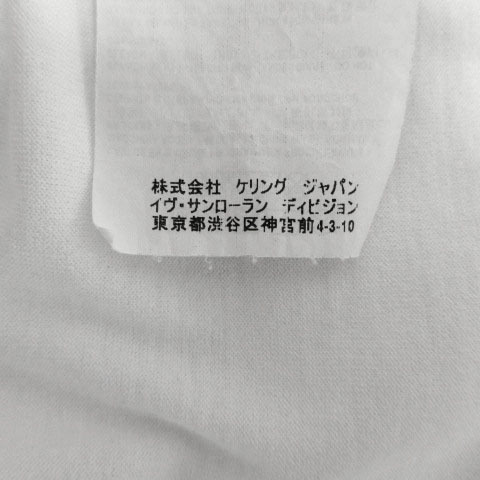 株式会社 ケリング ジャパン
イヴ・サンローラン ディビジョン
東京都渋谷区神宮前4-3-10